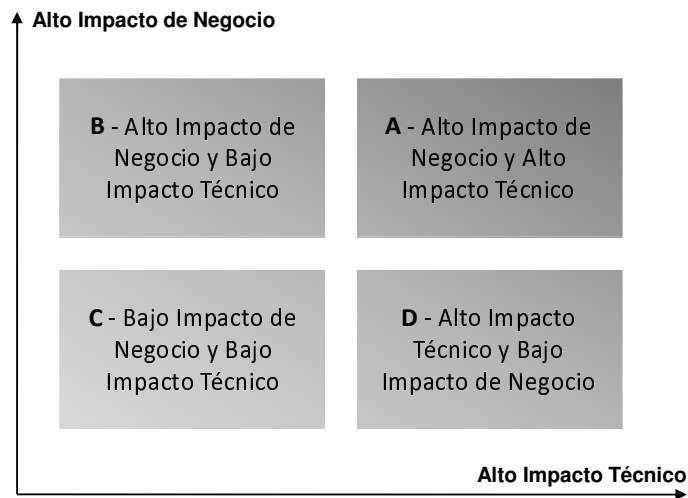 Alto Impacto de Negocio
B - Alto Impacto de
Negocio y Bajo
Impacto Técnico
A - Alto Impacto de
Negocio y Alto
Impacto Técnico
C - Bajo Impacto de
Negocio y Bajo
Impacto Técnico
D - Alto Impacto
Técnico y Bajo
Impacto de Negocio
Alto Impacto Técnico